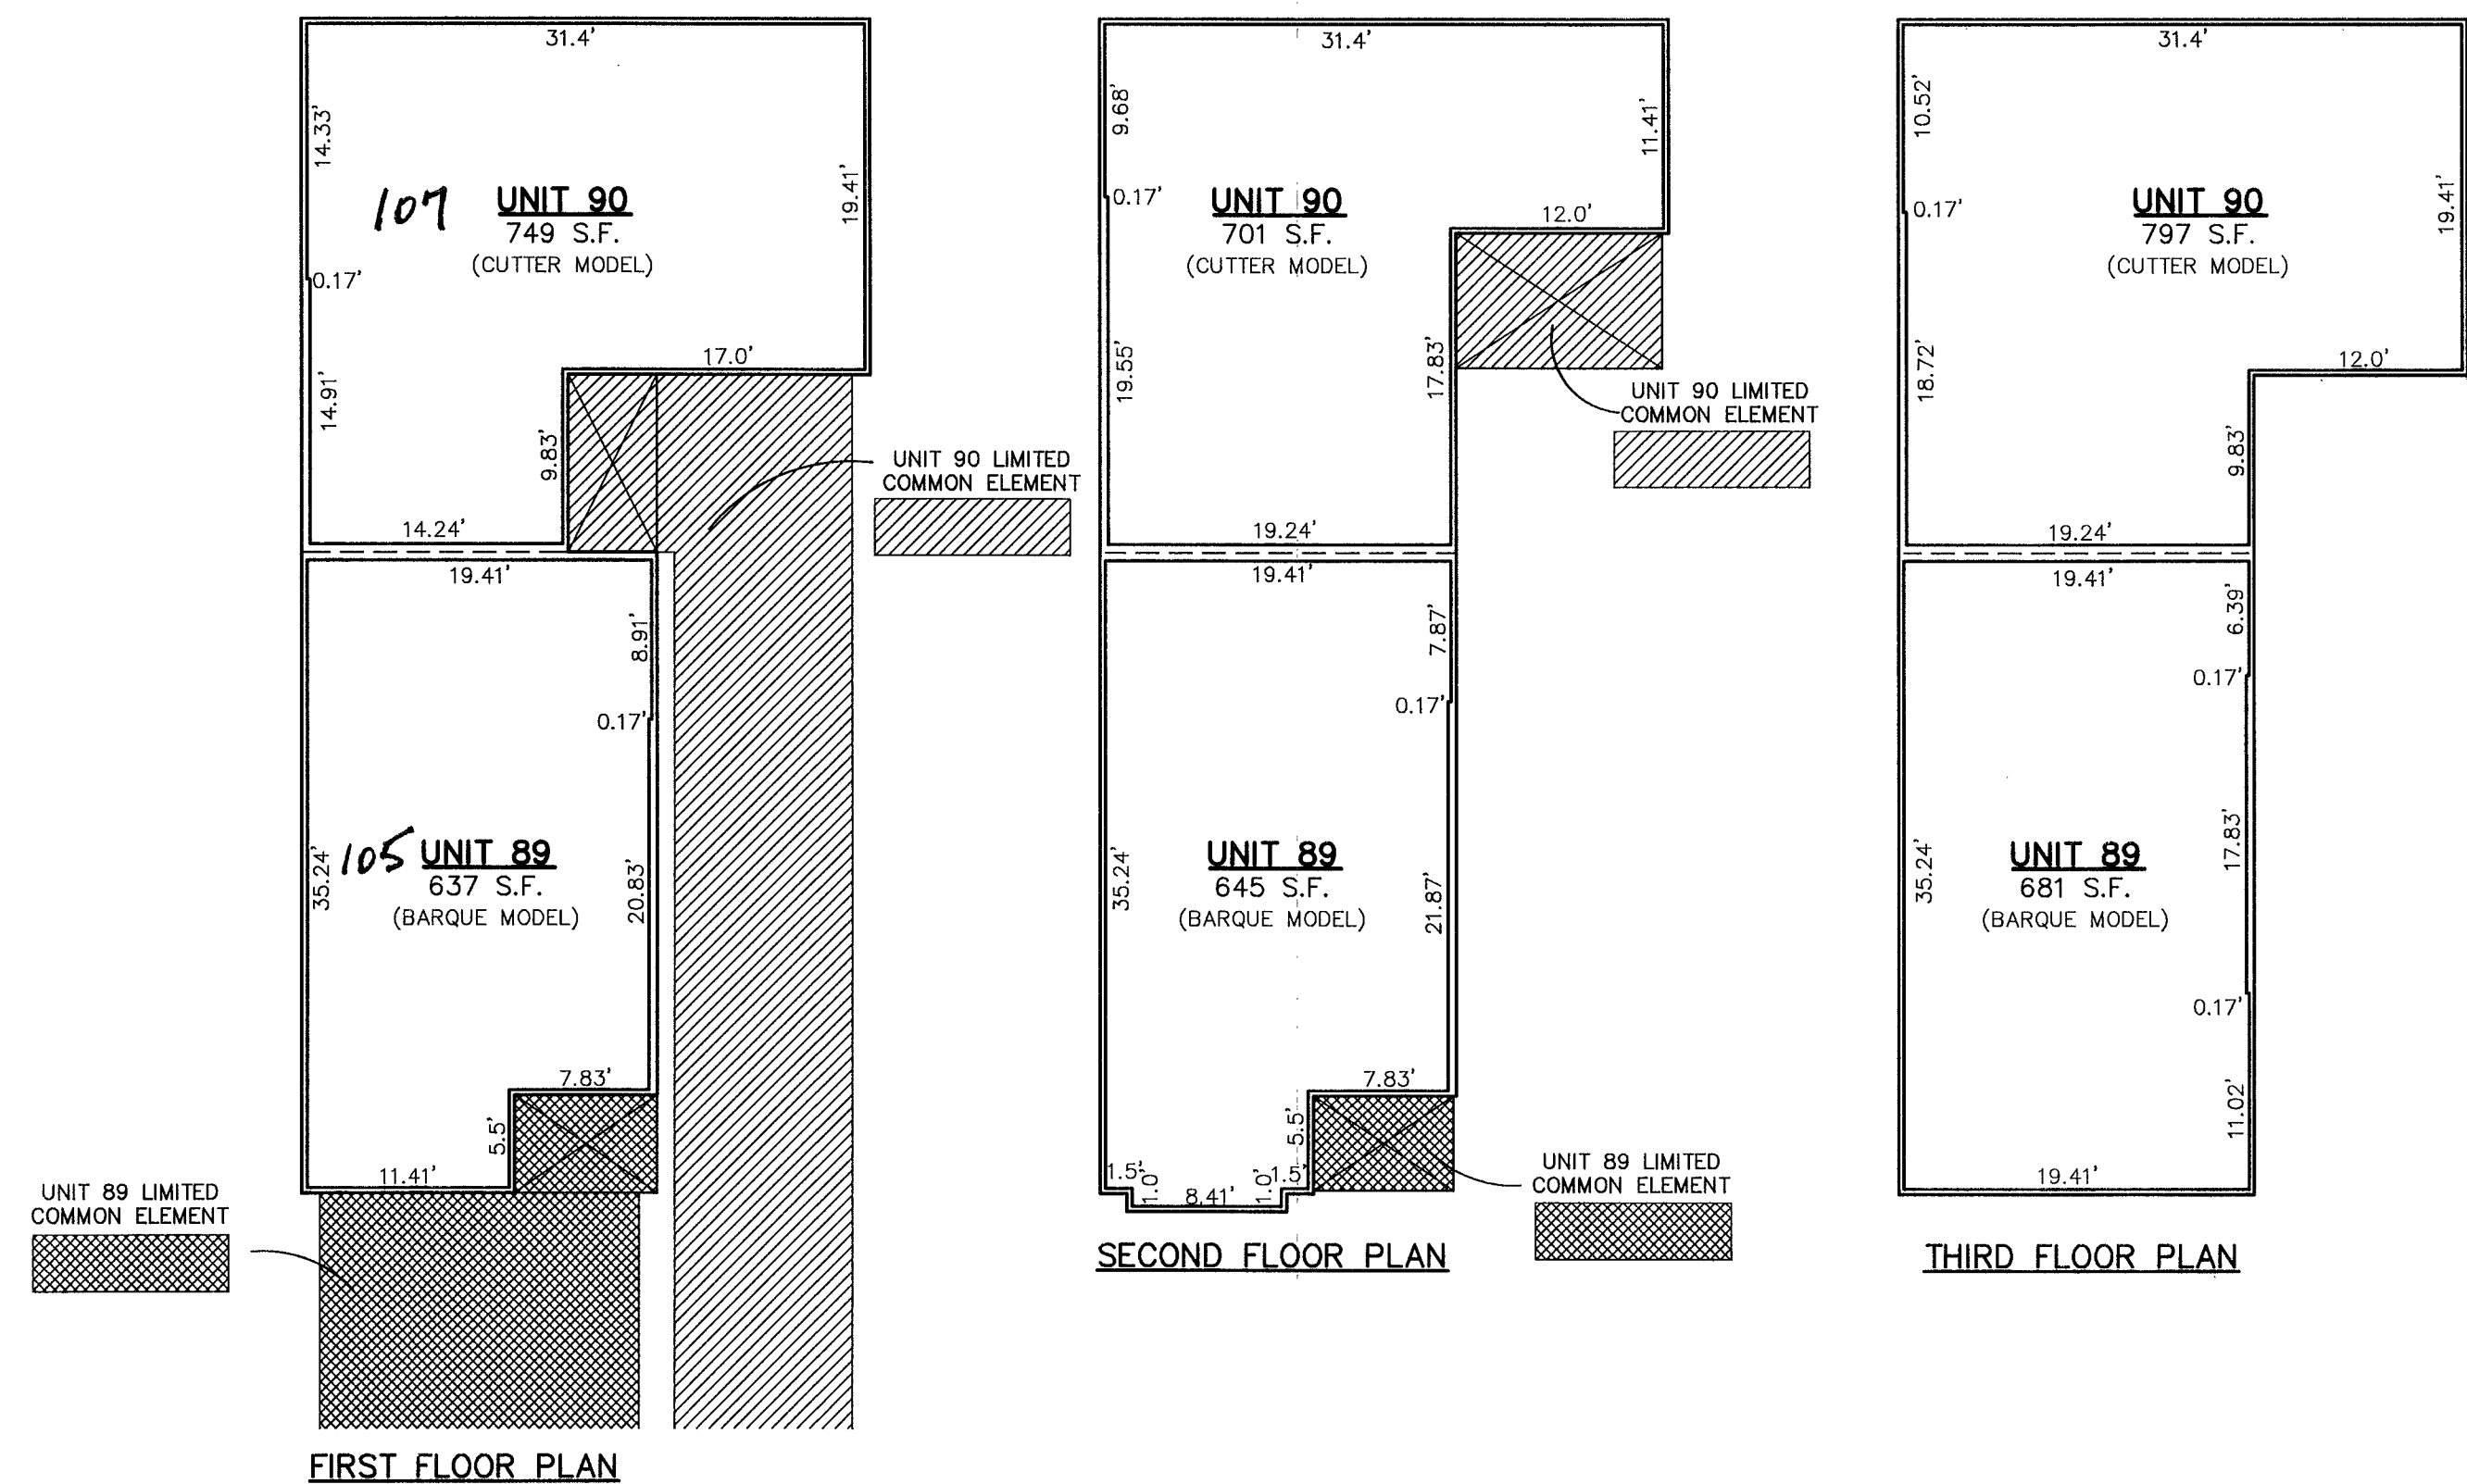 31.4'
14.33'
19.41'
107
UNIT 90
749 S.F.
(CUTTER MODEL)
0.17'
17.0'
14.91'
9.83'
14.24'
UNIT 90 LIMITED
COMMON ELEMENT
19.41'
8.91'
0.17'
105
UNIT 89
637 S.F.
(BARQUE MODEL)
35.24'
20.83'
7.83'
5.5'
11.41'
UNIT 89 LIMITED
COMMON ELEMENT
FIRST FLOOR PLAN
31.4'
9.68'
11.41'
0.17'
UNIT 90
701 S.F.
(CUTTER MODEL)
12.0'
19.55'
17.83'
UNIT 90 LIMITED
COMMON ELEMENT
19.24'
19.41'
7.87'
0.17'
UNIT 89
645 S.F.
(BARQUE MODEL)
35.24'
21.87'
7.83'
5.5'
1.5'
1.0'
8.41'
1.0'
1.5'
UNIT 89 LIMITED
COMMON ELEMENT
SECOND FLOOR PLAN
31.4'
10.52'
0.17'
UNIT 90
797 S.F.
(CUTTER MODEL)
19.41'
18.72'
12.0'
9.83'
19.24'
19.41'
6.39'
0.17'
UNIT 89
681 S.F.
(BARQUE MODEL)
35.24'
17.83'
0.17'
11.02'
19.41'
THIRD FLOOR PLAN